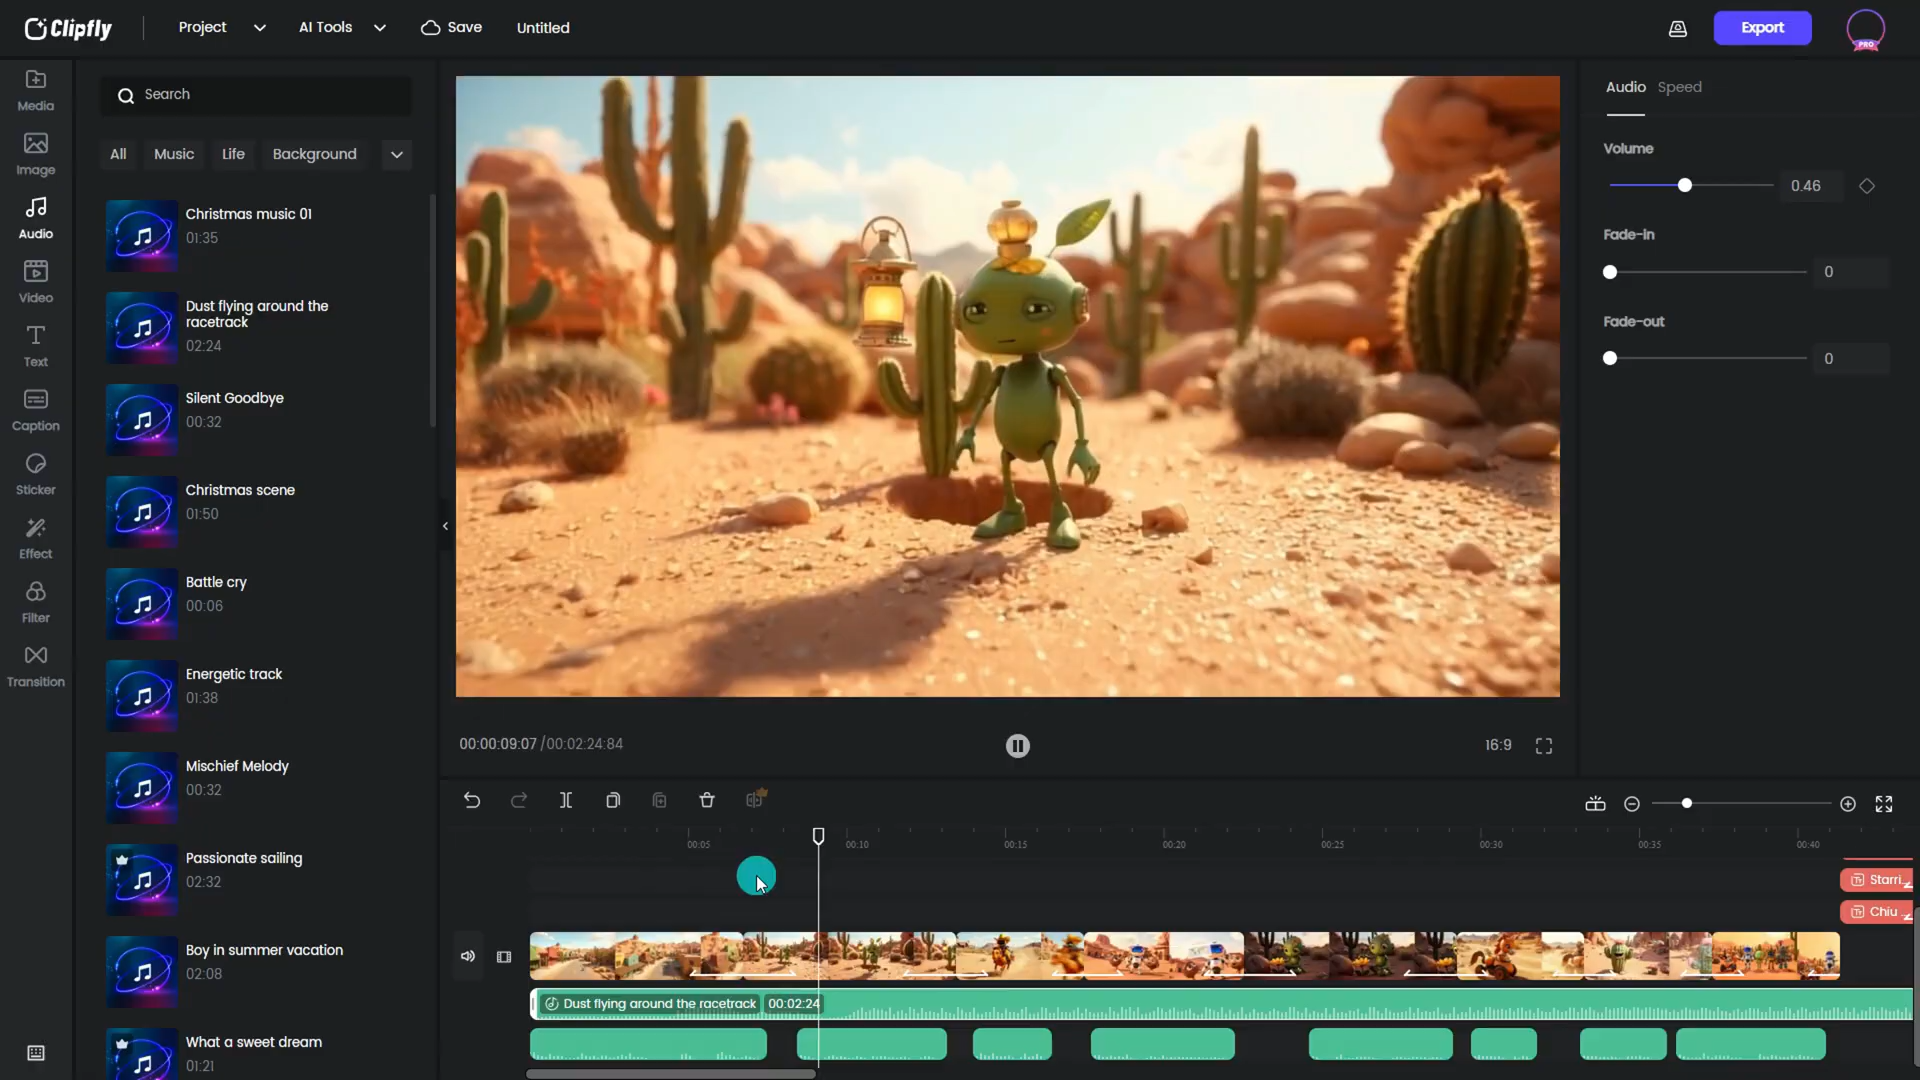 Clipfly
Project
AI Tools
Save
Untitled
Export
PRO
Media
Image
Audio
Video
Text
Caption
Sticker
Effect
Filter
Transition
Search
All
Music
Life
Background
Christmas music 01
01:35
Dust flying around the
racetrack
02:24
Silent Goodbye
00:32
Christmas scene
01:50
Battle cry
00:06
Energetic track
01:38
Mischief Melody
00:32
Passionate sailing
02:32
Boy in summer vacation
02:08
What a sweet dream
01:21
Audio
Speed
Volume
0.46
Fade-in
0
Fade-out
0
00:00:09:07 /00:02:24:84
16:9
00:05
00:10
00:15
00:20
00:25
00:30
00:35
00:40
Starri...
Chiu
Dust flying around the racetrack
00:02:24